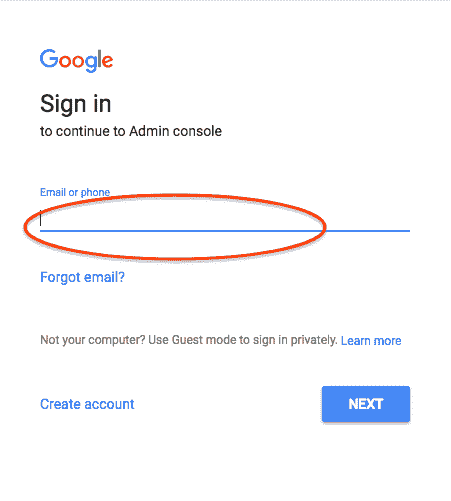 Google
Sign in
to continue to Admin console
Email or phone
Forgot email?
Not your computer? Use Guest mode to sign in privately. Learn more
Create account
NEXT